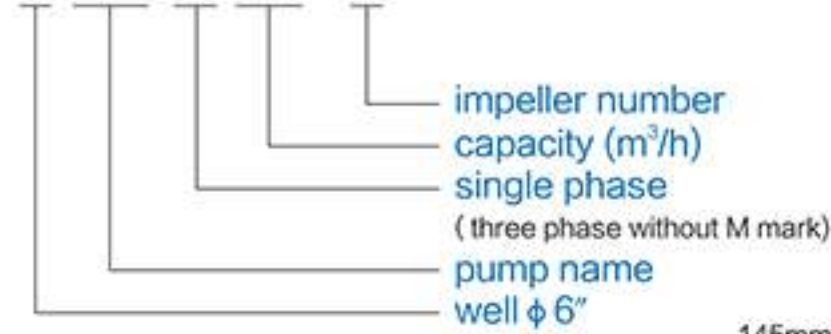 impeller number
capacity (m³/h)
single phase
( three phase without M mark)
pump name
well ϕ 6″
145mm